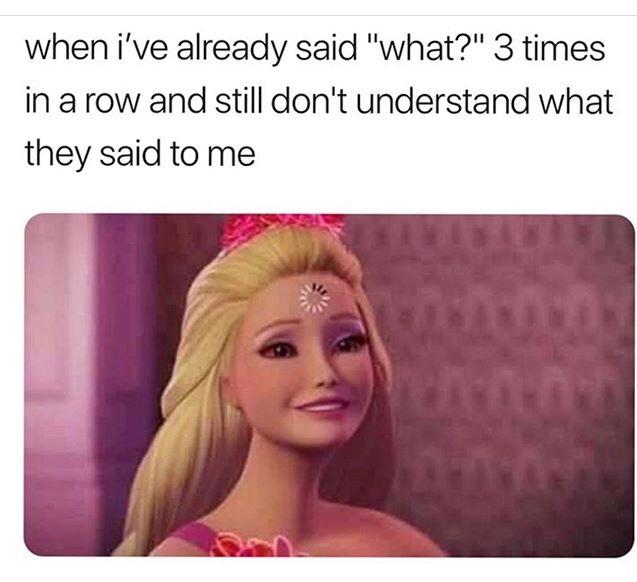 when i've already said "what?" 3 times
in a row and still don't understand what
they said to me